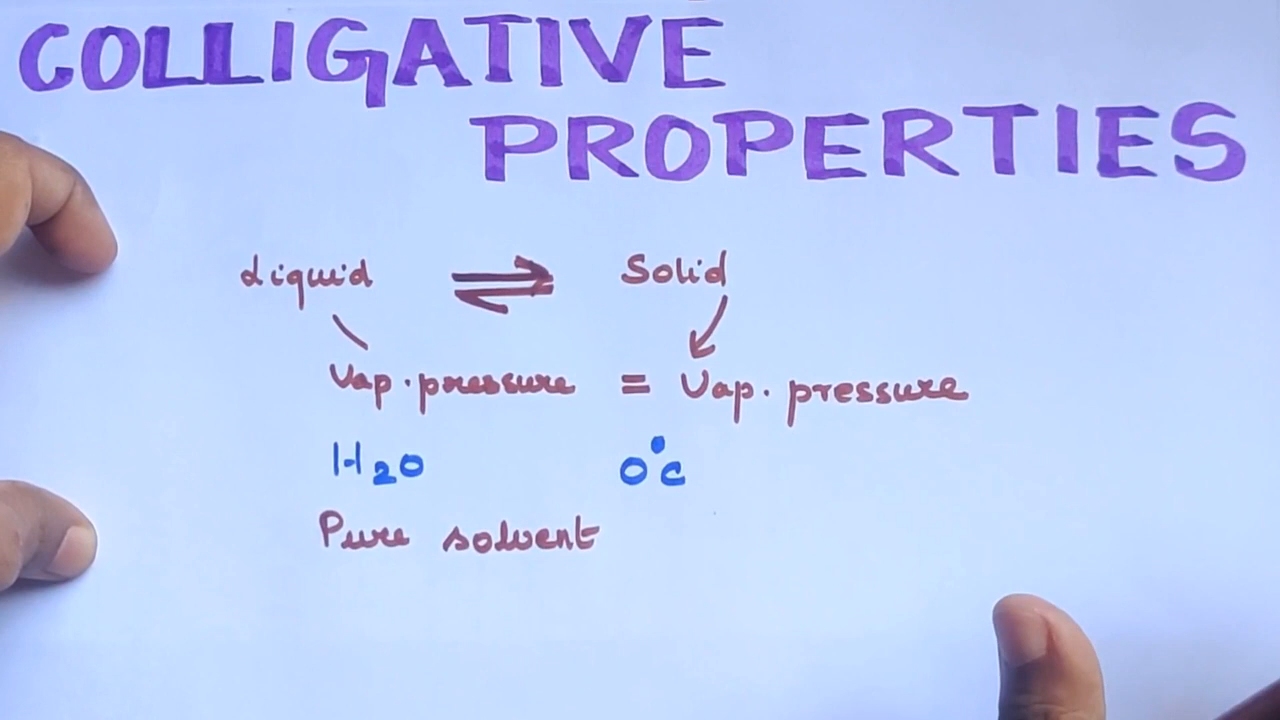 COLLIGATIVE
PROPERTIES
Liquid ⇌ Solid
Vap. pressure = Vap. pressure
H₂O 0°C
Pure solvent